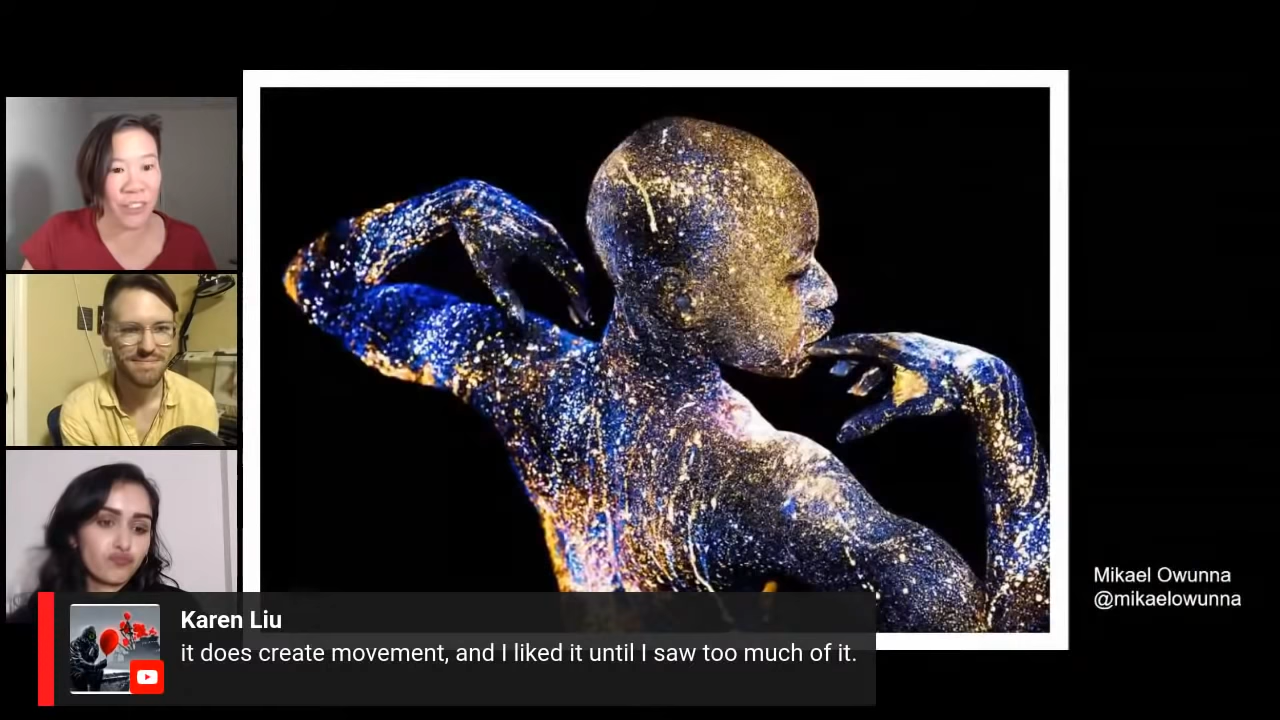 Mikael Owunna
@mikaelowunna
Karen Liu
it does create movement, and I liked it until I saw too much of it.